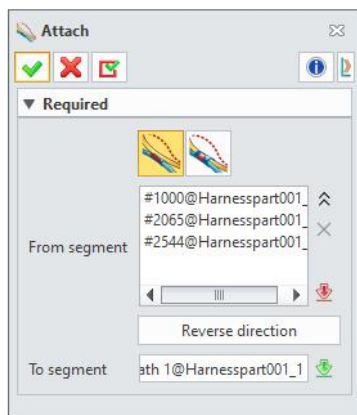 Attach
Required
#1000@Harnesspart001_
#2065@Harnesspart001_
#2544@Harnesspart001_
From segment
Reverse direction
To segment
ath 1@Harnesspart001_1